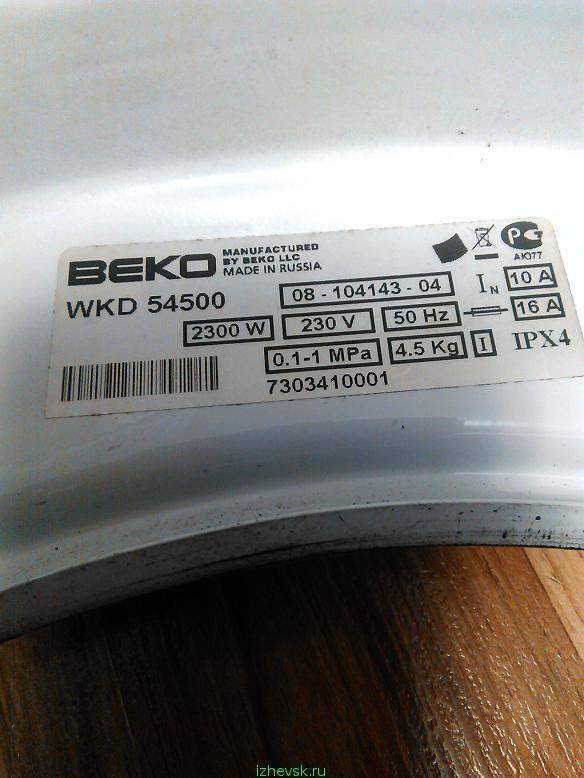 BEKO
MANUFACTURED
BY BEKO LLC
MADE IN RUSSIA
РС
АЮ77
WKD 54500
08 - 104143 - 04
IN 10 A
2300 W 230 V 50 Hz 16 A
0.1-1 MPa 4.5 Kg I IPX4
7303410001
izhevsk.ru